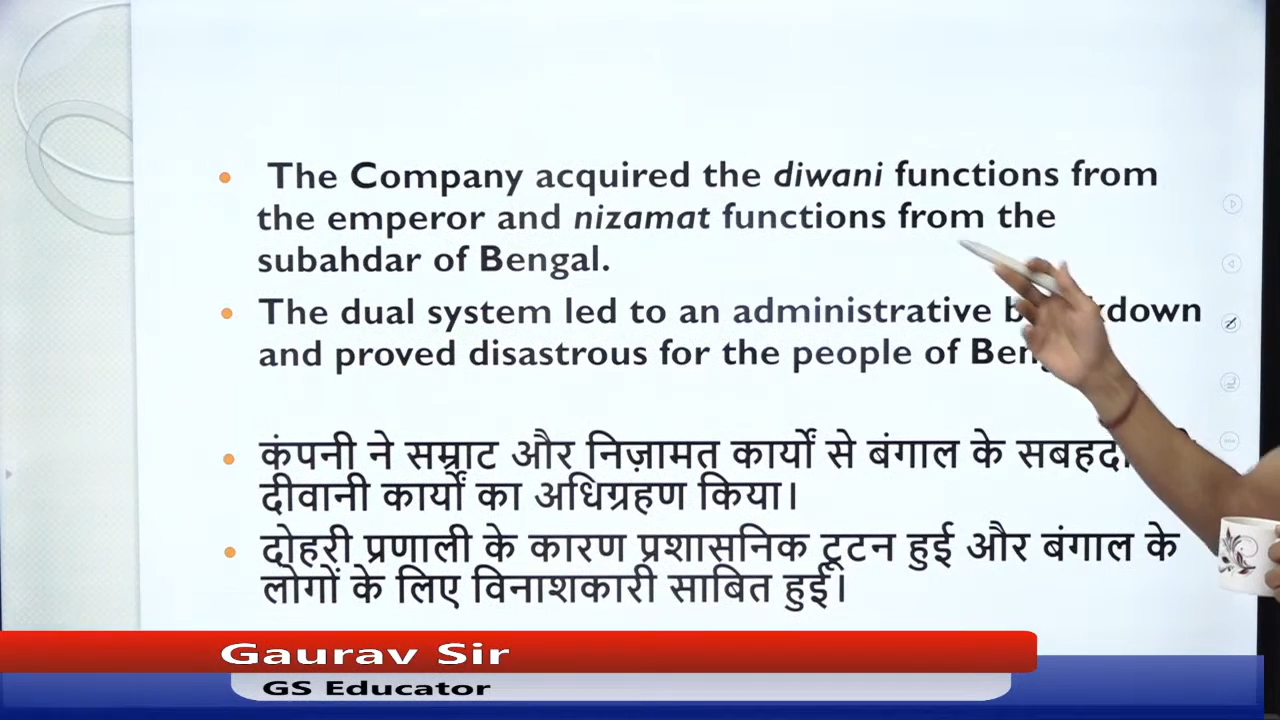 The Company acquired the diwani functions from
the emperor and nizamat functions from the
subahdar of Bengal.
The dual system led to an administrative
and proved disastrous for the people of
कंपनी ने सम्राट और निज़ामत कार्यों से बंगाल के
दीवानी कार्यों का अधिग्रहण किया।
दोहरी प्रणाली के कारण प्रशासनिक टूटन हुई और बंगाल के
लोगों के लिए विनाशकारी साबित हुई।
Gaurav Sir
GS Educator